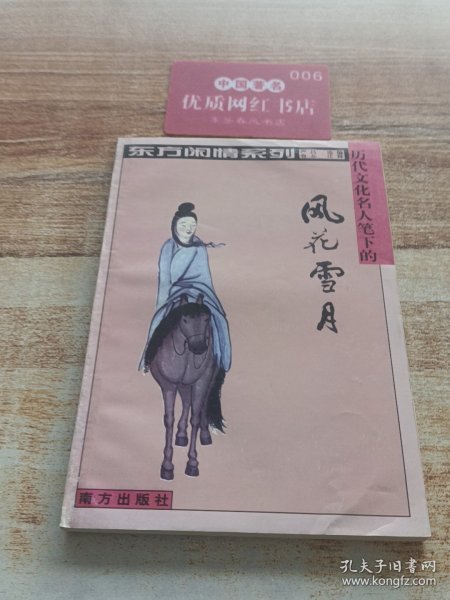 006
中国著名
优质网红书店
东方闲情系列
历代文化名人笔下的
风花雪月
南方出版社
孔夫子旧书网
www.kongfz.com